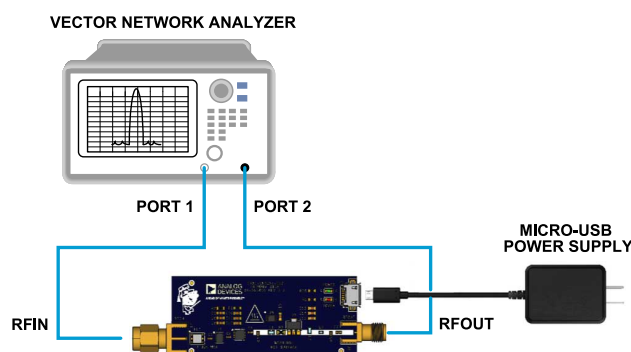 VECTOR NETWORK ANALYZER
PORT 1
PORT 2
MICRO-USB
POWER SUPPLY
ANALOG
DEVICES
RFIN
RFOUT